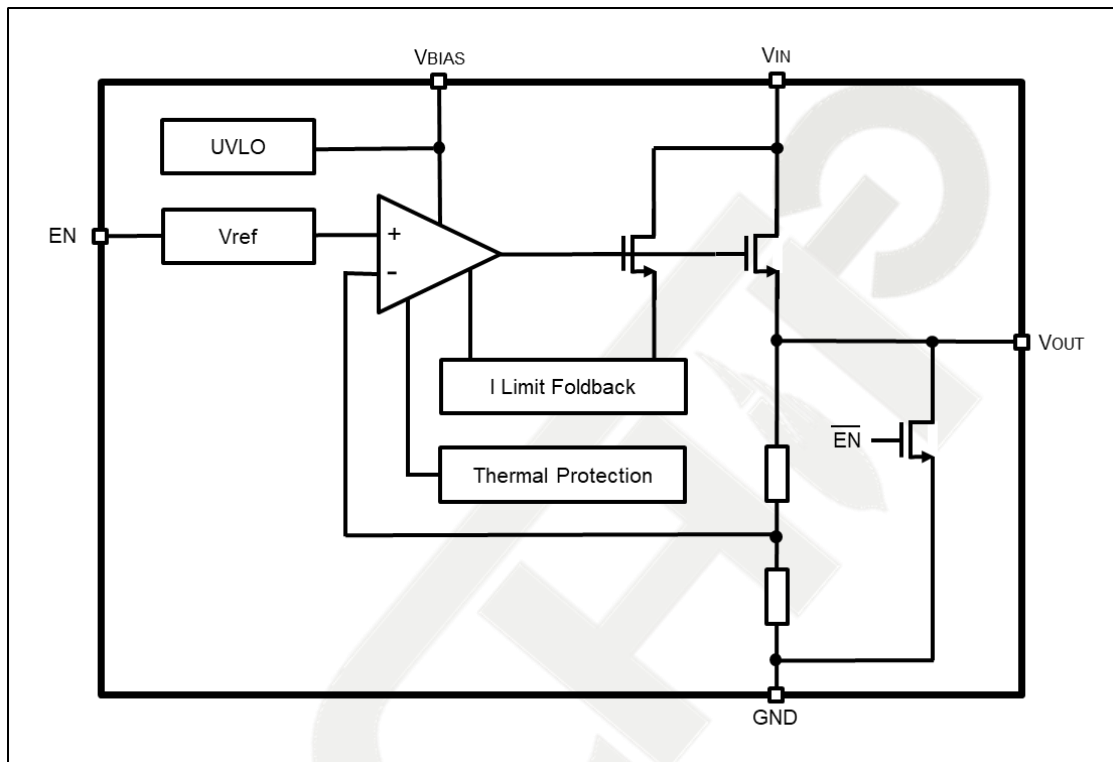 VBIAS
VIN
UVLO
EN
Vref
+
-
VOUT
I Limit Foldback
EN
Thermal Protection
GND